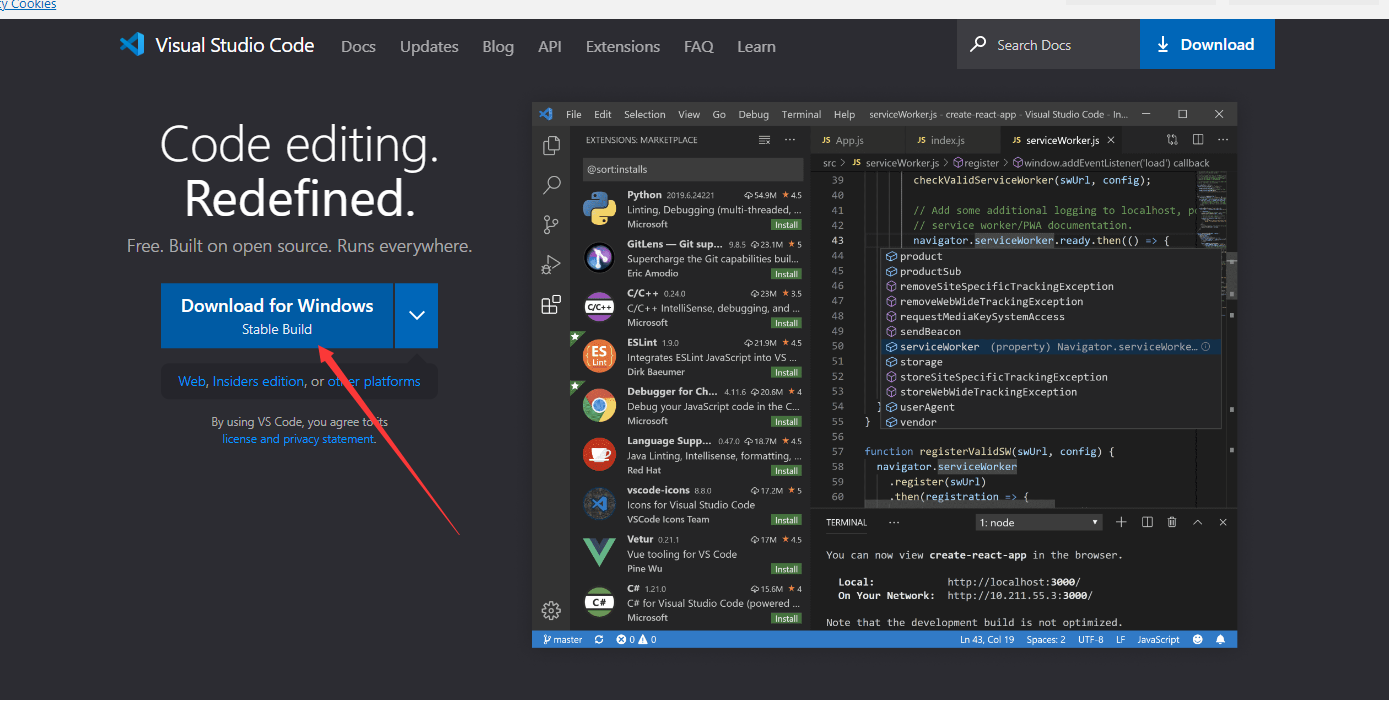 y Cookies
Visual Studio Code
Docs
Updates
Blog
API
Extensions
FAQ
Learn
Search Docs
Download
Code editing.
Redefined.
Free. Built on open source. Runs everywhere.
Download for Windows
Stable Build
Web, Insiders edition, or other platforms
By using VS Code, you agree to its
license and privacy statement.
File Edit Selection View Go Debug Terminal Help serviceWorker.js - create-react-app - Visual Studio Code - In...
EXTENSIONS: MARKETPLACE
@sort:installs
Python 2019.6.24221 54.9M 4.5
Linting, Debugging (multi-threaded, ...
Microsoft Install
GitLens — Git sup... 9.8.5 23.1M 5
Supercharge the Git capabilities buil...
Eric Amodio Install
C/C++
C/C++ 0.24.0 23M 3.5
C/C++ IntelliSense, debugging, and ...
Microsoft Install
ES
Lint
ESLint 1.9.0 21.9M 4.5
Integrates ESLint JavaScript into VS ...
Dirk Baeumer Install
Debugger for Ch... 4.11.6 20.6M 4
Debug your JavaScript code in the C...
Microsoft Install
Language Supp... 0.47.0 18.7M 4.5
Java Linting, Intellisense, formatting, ...
Red Hat Install
vscode-icons 8.8.0 17.2M 5
Icons for Visual Studio Code
VSCode Icons Team Install
Vetur 0.21.1 17M 4.5
Vue tooling for VS Code
Pine Wu Install
C#
C# 1.21.0 15.6M 4
C# for Visual Studio Code (powered ...
Microsoft Install
JS App.js
JS index.js
JS serviceWorker.js
src > JS serviceWorker.js > register > window.addEventListener('load') callback
39 checkValidServiceWorker(swUrl, config);
40
41 // Add some additional logging to localhost, po
42 // service worker/PWA documentation.
43 navigator.serviceWorker.ready.then(() => {
44 product
45 productSub
46 removeSiteSpecificTrackingException
47 removeWebWideTrackingException
48 requestMediaKeySystemAccess
49 sendBeacon
50 serviceWorker (property) Navigator.serviceWorke...
51 storage
52 storeSiteSpecificTrackingException
53 storeWebWideTrackingException
54 } userAgent
55 } vendor
56
57 function registerValidSW(swUrl, config) {
58 navigator.serviceWorker
59 .register(swUrl)
60 .then(registration => {
TERMINAL ... 1: node
You can now view create-react-app in the browser.
Local: http://localhost:3000/
On Your Network: http://10.211.55.3:3000/
Note that the development build is not optimized.
master 0 0 Ln 43, Col 19 Spaces: 2 UTF-8 LF JavaScript